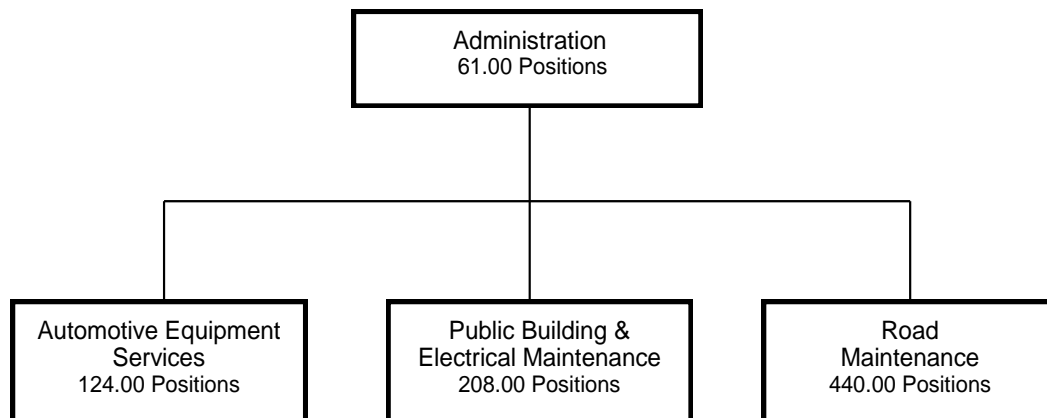 Administration
61.00 Positions
Automotive Equipment
Services
124.00 Positions
Public Building &
Electrical Maintenance
208.00 Positions
Road
Maintenance
440.00 Positions